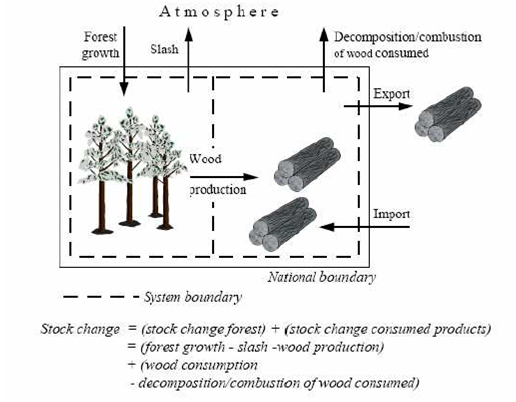 Atmosphere
Forest
growth
Slash
Decomposition/combustion
of wood consumed
Export
Wood
production
Import
National boundary
System boundary
Stock change = (stock change forest) + (stock change consumed products)
= (forest growth - slash -wood production)
+ (wood consumption
- decomposition/combustion of wood consumed)